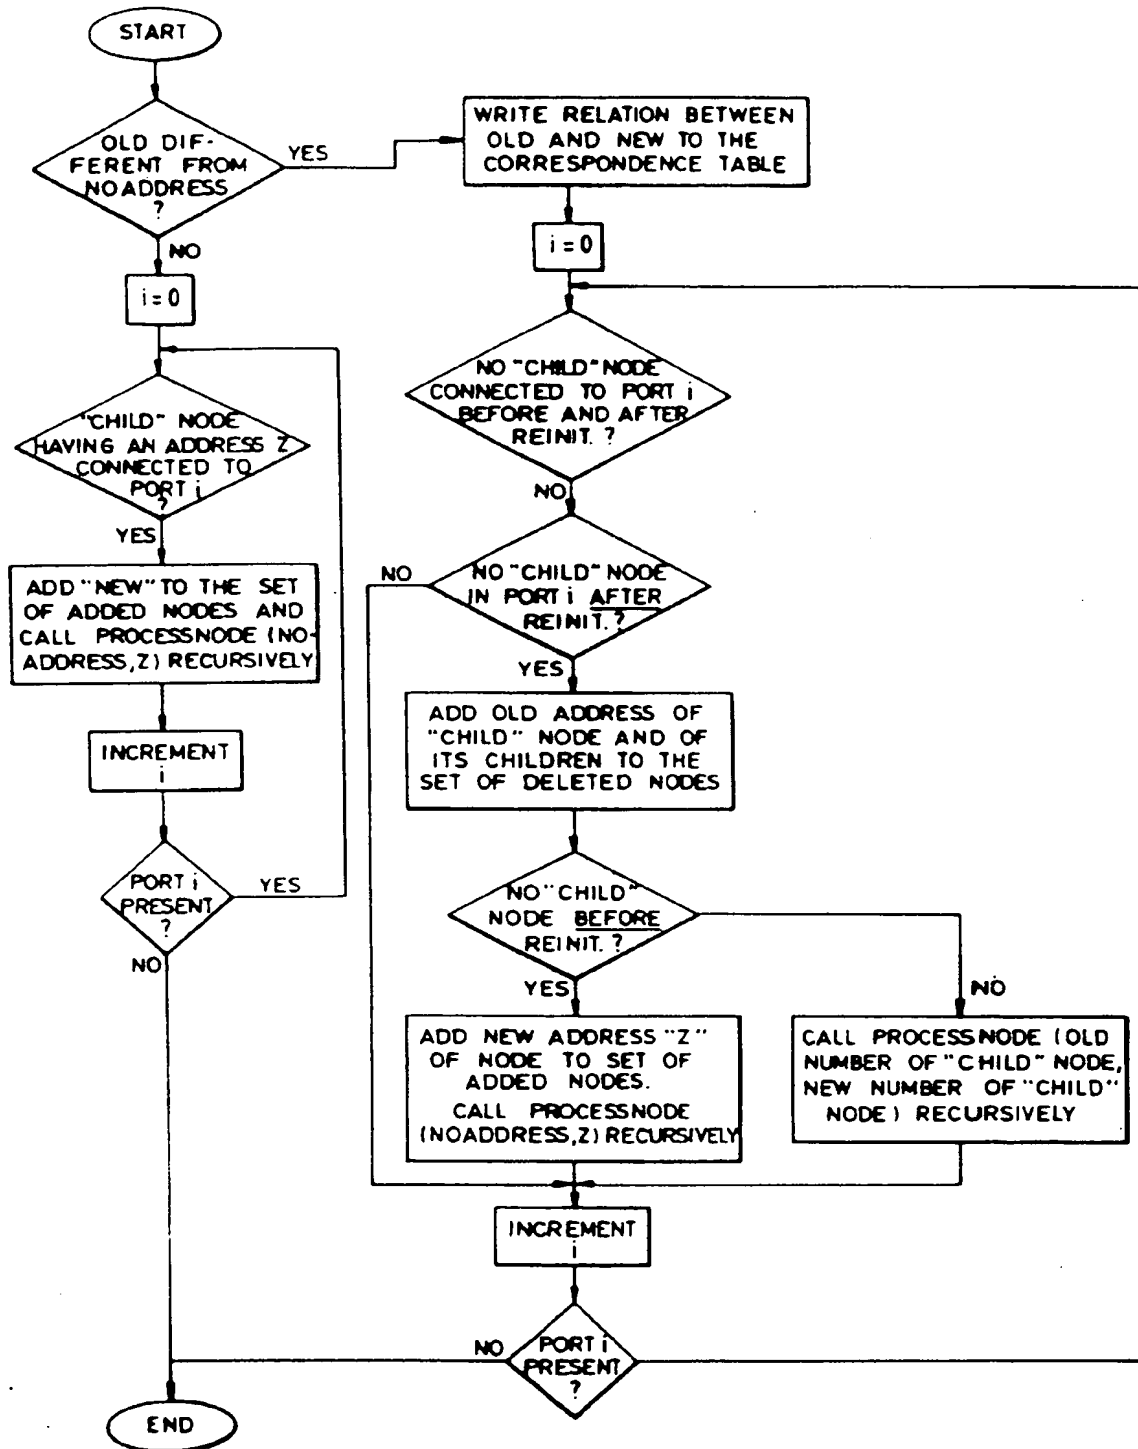 START
OLD DIF-
FERENT FROM
NOADDRESS
?
YES
NO
WRITE RELATION BETWEEN
OLD AND NEW TO THE
CORRESPONDENCE TABLE
i=0
i=0
"CHILD" NODE
HAVING AN ADDRESS Z
CONNECTED TO
PORT i
?
YES
ADD "NEW" TO THE SET
OF ADDED NODES AND
CALL PROCESSNODE (NO-
ADDRESS,Z) RECURSIVELY
INCREMENT
i
PORT i
PRESENT
?
YES
NO
NO "CHILD" NODE
CONNECTED TO PORT i
BEFORE AND AFTER
REINIT. ?
NO
NO "CHILD" NODE
IN PORT i AFTER
REINIT. ?
NO
YES
ADD OLD ADDRESS OF
"CHILD" NODE AND OF
ITS CHILDREN TO THE
SET OF DELETED NODES
NO "CHILD"
NODE BEFORE
REINIT. ?
YES
NO
ADD NEW ADDRESS "Z"
OF NODE TO SET OF
ADDED NODES.
CALL PROCESSNODE
(NOADDRESS,Z) RECURSIVELY
CALL PROCESSNODE (OLD
NUMBER OF "CHILD" NODE,
NEW NUMBER OF "CHILD"
NODE) RECURSIVELY
INCREMENT
i
PORT i
PRESENT
?
NO
END